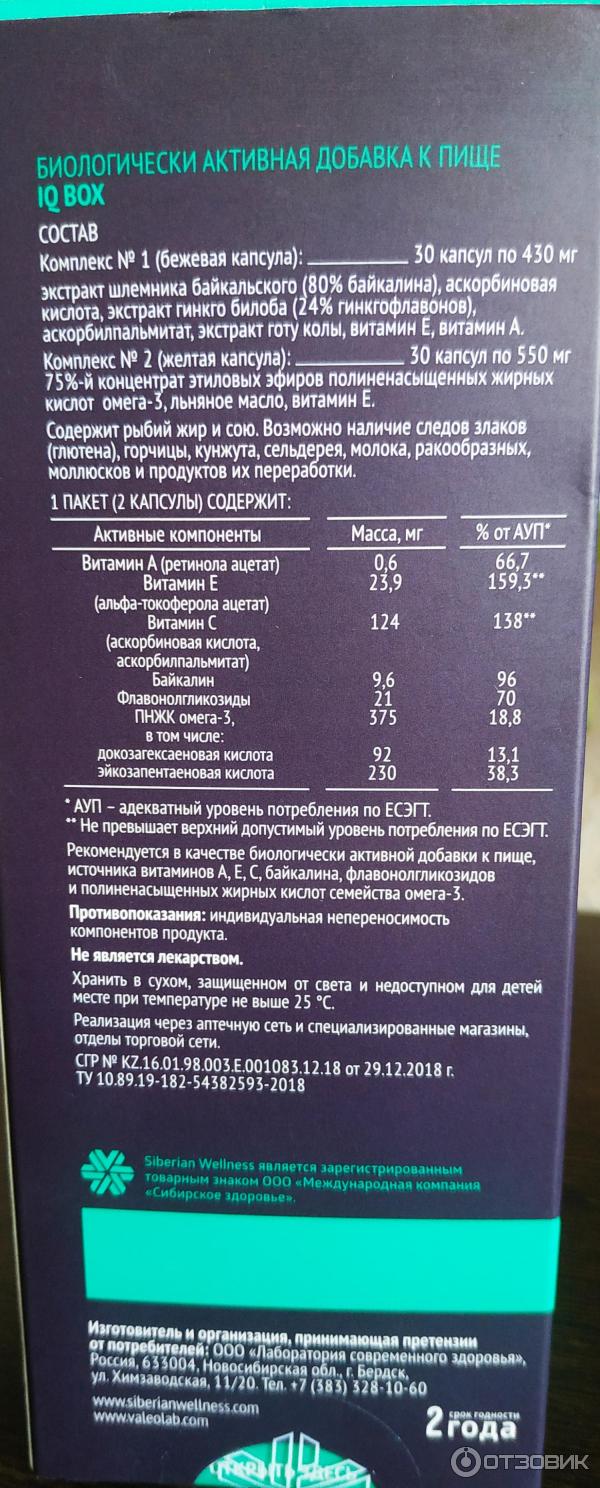 БИОЛОГИЧЕСКИ АКТИВНАЯ ДОБАВКА К ПИЩЕ
IQ BOX
СОСТАВ
Комплекс № 1 (бежевая капсула): __________ 30 капсул по 430 мг
экстракт шлемника байкальского (80% байкалина), аскорбиновая
кислота, экстракт гинкго билоба (24% гинкгофлавонов),
аскорбилпальмитат, экстракт готу колы, витамин Е, витамин А.
Комплекс № 2 (желтая капсула): __________ 30 капсул по 550 мг
75%-й концентрат этиловых эфиров полиненасыщенных жирных
кислот омега-3, льняное масло, витамин Е.
Содержит рыбий жир и сою. Возможно наличие следов злаков
(глютена), горчицы, кунжута, сельдерея, молока, ракообразных,
моллюсков и продуктов их переработки.
1 ПАКЕТ (2 КАПСУЛЫ) СОДЕРЖИТ:
Активные компоненты Масса, мг % от АУП*
Витамин А (ретинола ацетат) 0,6 66,7
Витамин Е 23,9 159,3**
(альфа-токоферола ацетат)
Витамин С 124 138**
(аскорбиновая кислота,
аскорбилпальмитат)
Байкалин 9,6 96
Флавонолгликозиды 21 70
ПНЖК омега-3, 375 18,8
в том числе:
докозагексаеновая кислота 92 13,1
эйкозапентаеновая кислота 230 38,3
* АУП – адекватный уровень потребления по ЕСЭГТ.
** Не превышает верхний допустимый уровень потребления по ЕСЭГТ.
Рекомендуется в качестве биологически активной добавки к пище,
источника витаминов А, Е, С, байкалина, флавонолгликозидов
и полиненасыщенных жирных кислот семейства омега-3.
Противопоказания: индивидуальная непереносимость
компонентов продукта.
Не является лекарством.
Хранить в сухом, защищенном от света и недоступном для детей
месте при температуре не выше 25 °С.
Реализация через аптечную сеть и специализированные магазины,
отделы торговой сети.
СГР № KZ.16.01.98.003.E.001083.12.18 от 29.12.2018 г.
ТУ 10.89.19-182-54382593-2018
Siberian Wellness является зарегистрированным
товарным знаком ООО «Международная компания
«Сибирское здоровье».
Изготовитель и организация, принимающая претензии
от потребителей: ООО «Лаборатория современного здоровья»,
Россия, 633004, Новосибирская обл., г. Бердск,
ул. Химзаводская, 11/20. Тел. +7 (383) 328-10-60
www.siberianwellness.com
www.valeolab.com
2 срок годности
года
ОТКРЫТЬ ЗДЕСЬ
ОТЗОВИК